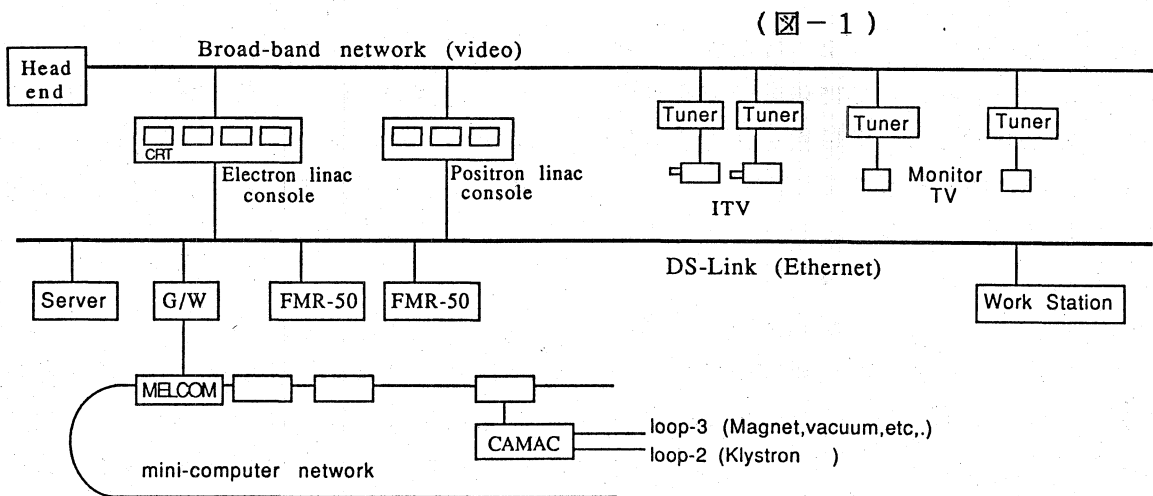 (図－1)
Broad-band network (video)
Head
end
CRT
Electron linac
console
Positron linac
console
Tuner
Tuner
Tuner
Tuner
ITV
Monitor
TV
DS-Link (Ethernet)
Server
G/W
FMR-50
FMR-50
Work Station
MELCOM
CAMAC
loop-3 (Magnet,vacuum,etc,.)
loop-2 (Klystron )
mini-computer network